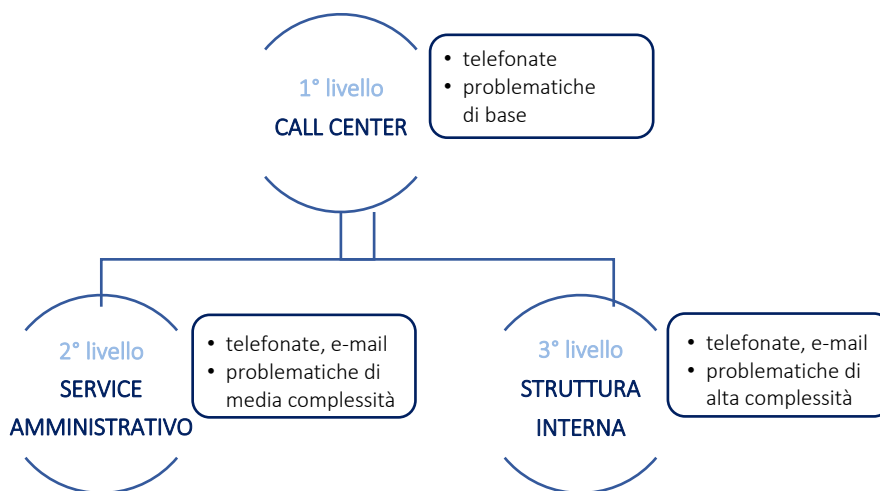 1° livello
CALL CENTER
• telefonate
• problematiche
di base
2° livello
SERVICE
AMMINISTRATIVO
• telefonate, e-mail
• problematiche di
media complessità
3° livello
STRUTTURA
INTERNA
• telefonate, e-mail
• problematiche di
alta complessità